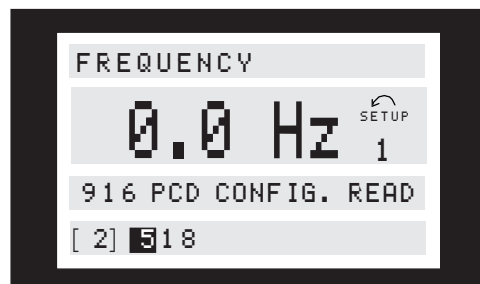 FREQUENCY
0.0 Hz
SETUP
1
916 PCD CONFIG. READ
[ 2] 518